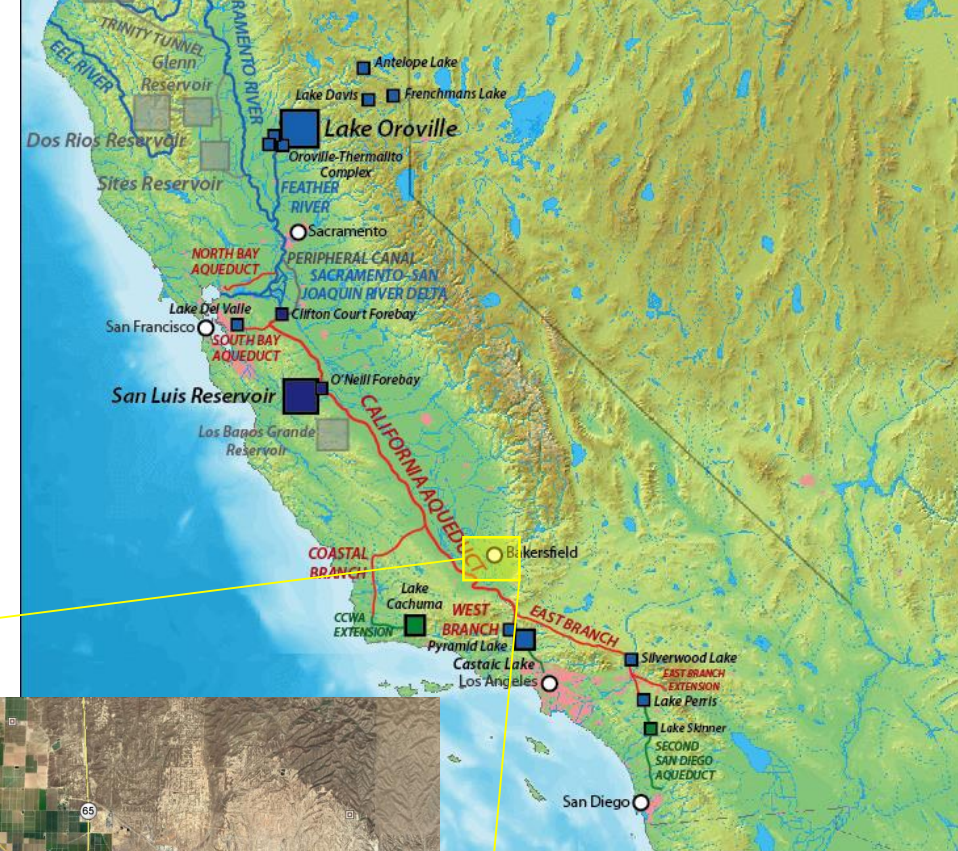 TRINITY TUNNEL
RAMENTO RIVER
EEL RIVER
Glenn
Reservoir
Antelope Lake
Lake Davis
Frenchmans Lake
Dos Rios Reservoir
Lake Oroville
Oroville-Thermalito
Complex
Sites Reservoir
FEATHER
RIVER
Sacramento
NORTH BAY
AQUEDUCT
PERIPHERAL CANAL
SACRAMENTO–SAN
JOAQUIN RIVER DELTA
Lake Del Valle
Clifton Court Forebay
San Francisco
SOUTH BAY
AQUEDUCT
O'Neill Forebay
San Luis Reservoir
CALIFORNIA AQUEDUCT
Los Banos Grande
Reservoir
Bakersfield
COASTAL
BRANCH
Lake
Cachuma
CCWA
EXTENSION
WEST
BRANCH
EAST BRANCH
Pyramid Lake
Castaic Lake
Los Angeles
Silverwood Lake
EAST BRANCH
EXTENSION
Lake Perris
Lake Skinner
SECOND
SAN DIEGO
AQUEDUCT
San Diego
65